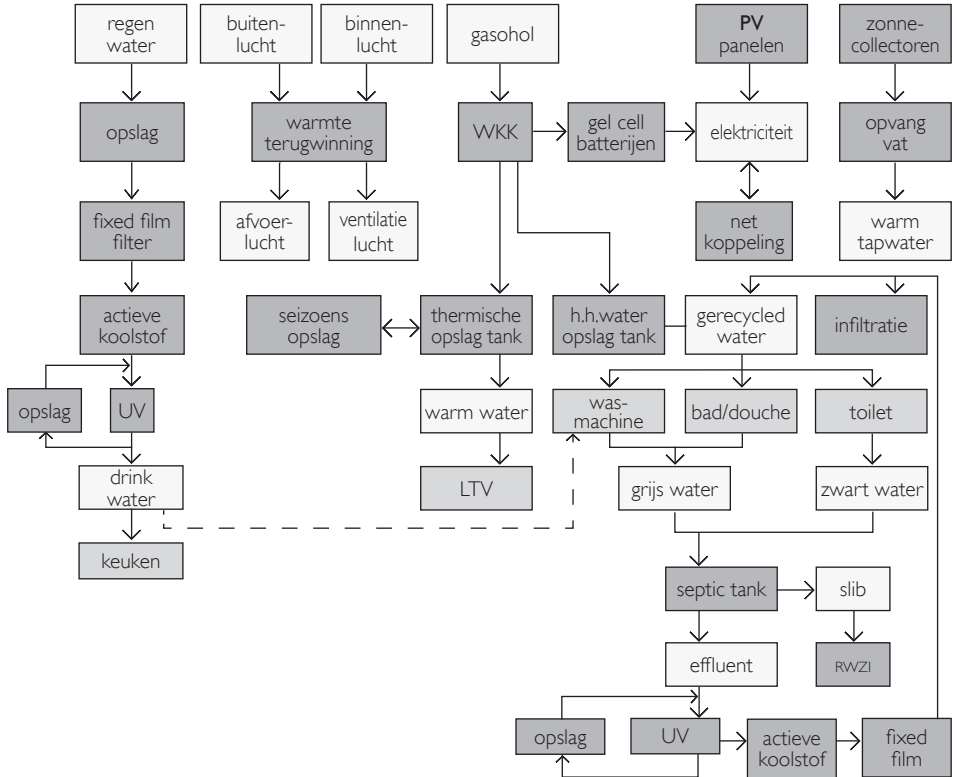 regen
water
buiten-
lucht
binnen-
lucht
gasohol
PV
panelen
zonne-
collectoren
opslag
warmte
terugwinning
WKK
gel cell
batterijen
elektriciteit
opvang
vat
fixed film
filter
afvoer-
lucht
ventilatie
lucht
net
koppeling
warm
tapwater
actieve
koolstof
seizoens
opslag
thermische
opslag tank
h.h.water
opslag tank
gerecycled
water
infiltratie
opslag
UV
warm water
was-
machine
bad/douche
toilet
drink
water
LTV
grijs water
zwart water
keuken
septic tank
slib
effluent
RWZI
opslag
UV
actieve
koolstof
fixed
film